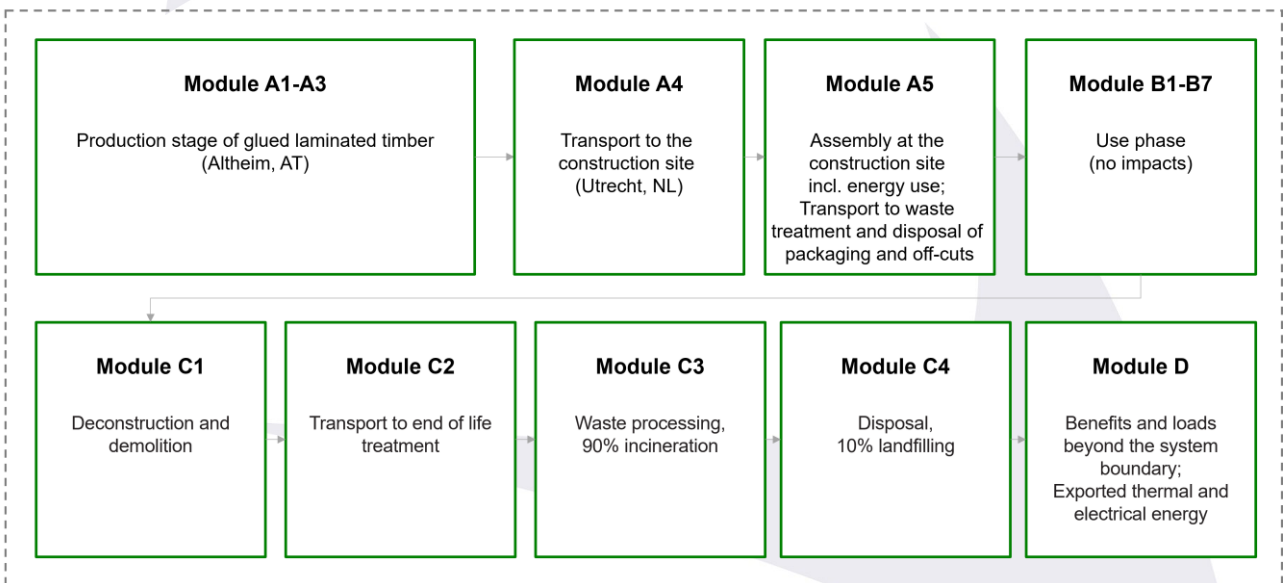 Module A1-A3
Production stage of glued laminated timber
(Altheim, AT)
Module A4
Transport to the
construction site
(Utrecht, NL)
Module A5
Assembly at the
construction site
incl. energy use;
Transport to waste
treatment and disposal of
packaging and off-cuts
Module B1-B7
Use phase
(no impacts)
Module C1
Deconstruction and
demolition
Module C2
Transport to end of life
treatment
Module C3
Waste processing,
90% incineration
Module C4
Disposal,
10% landfilling
Module D
Benefits and loads
beyond the system
boundary;
Exported thermal and
electrical energy